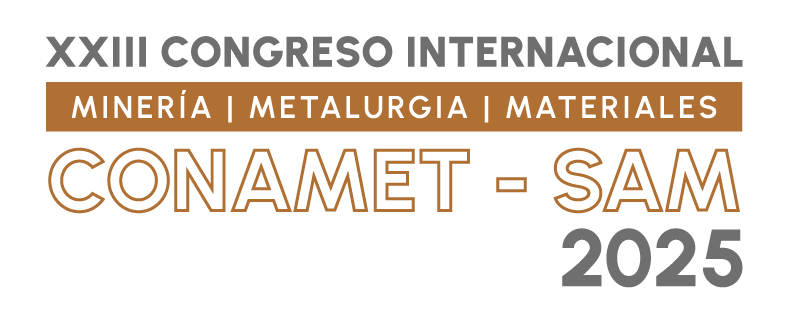 XXIII CONGRESO INTERNACIONAL
MINERÍA | METALURGIA | MATERIALES
CONAMET - SAM
2025